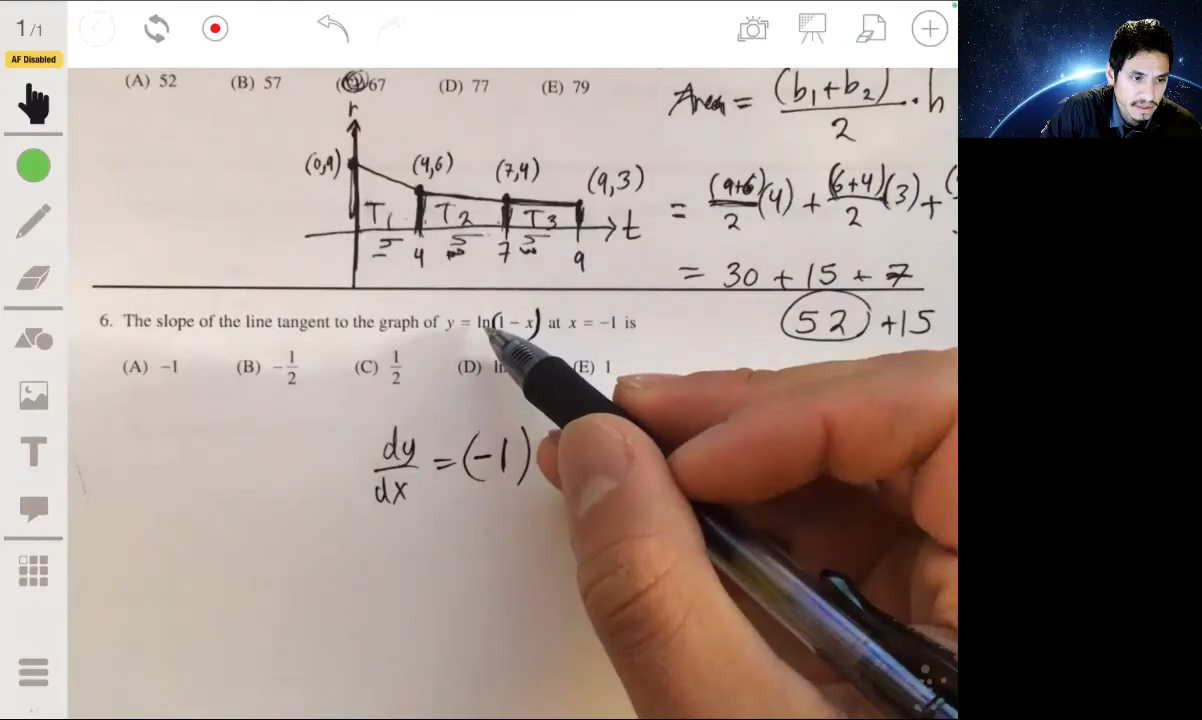 1/1
AF Disabled
(A) 52 (B) 57 67 (D) 77 (E) 79
Area = (b₁+b₂)/2 · h
r
(0,9) (4,6) (7,4) (9,3)
T₁ T₂ T₃ t
4 7 9
= (9+6)/2 (4) + (6+4)/2 (3) +
= 30 + 15 + 7
52 +15
6. The slope of the line tangent to the graph of y = ln(1 − x) at x = −1 is
(A) −1 (B) −1/2 (C) 1/2 (D) (E) 1
dy/dx = (-1)
T